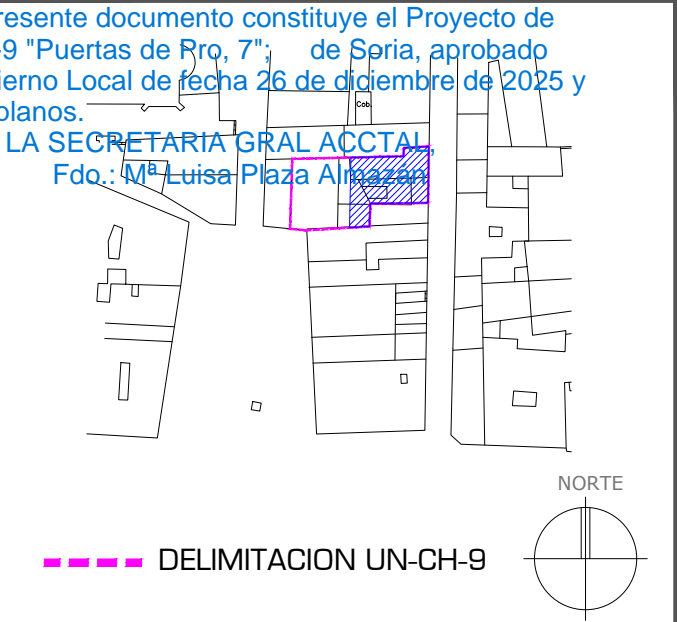 resente documento constituye el Proyecto de
-9 "Puertas de Pro, 7"; de Soria, aprobado
ierno Local de fecha 26 de diciembre de 2025 y
planos.
LA SECRETARIA GRAL ACCTAL,
Fdo.: Mª Luisa Plaza Almazán
Cob.
NORTE
DELIMITACION UN-CH-9